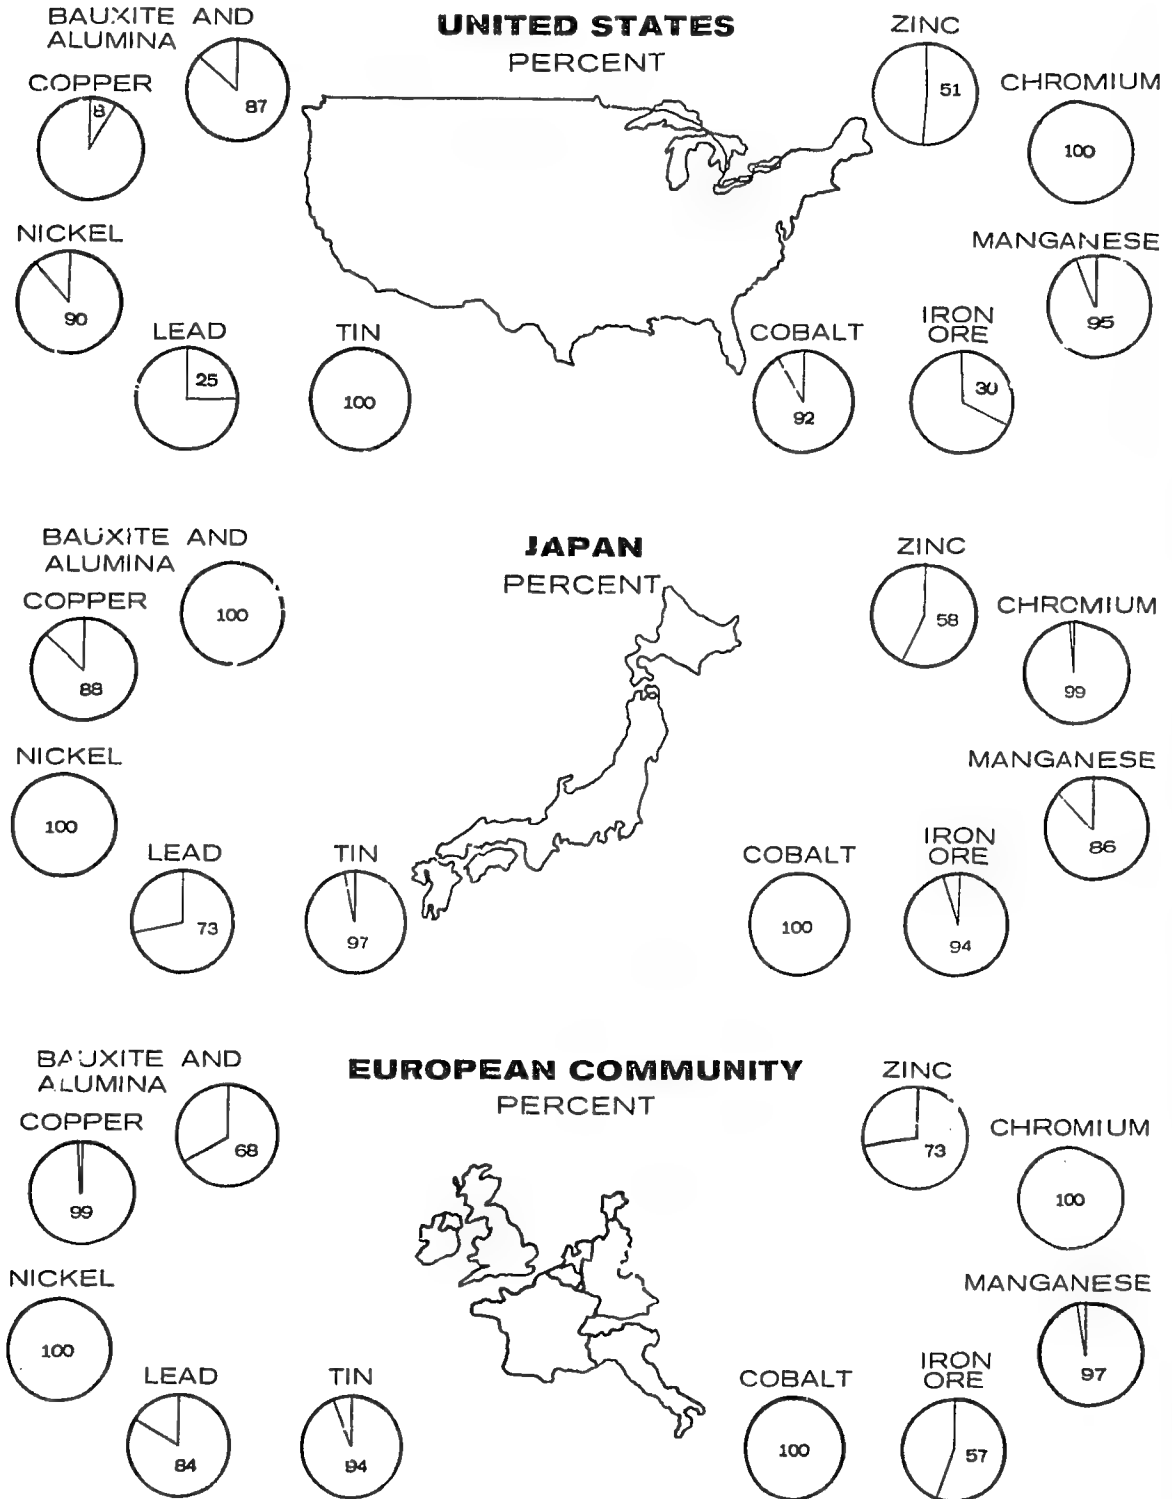 UNITED STATES
PERCENT
BAUXITE AND
ALUMINA
87
COPPER
8
NICKEL
90
LEAD
25
TIN
100
ZINC
51
CHROMIUM
100
MANGANESE
95
COBALT
92
IRON
ORE
30
JAPAN
PERCENT
BAUXITE AND
ALUMINA
100
COPPER
88
NICKEL
100
LEAD
73
TIN
97
ZINC
58
CHROMIUM
99
MANGANESE
86
COBALT
100
IRON
ORE
94
EUROPEAN COMMUNITY
PERCENT
BAUXITE AND
ALUMINA
68
COPPER
99
NICKEL
100
LEAD
84
TIN
94
ZINC
73
CHROMIUM
100
MANGANESE
97
COBALT
100
IRON
ORE
57